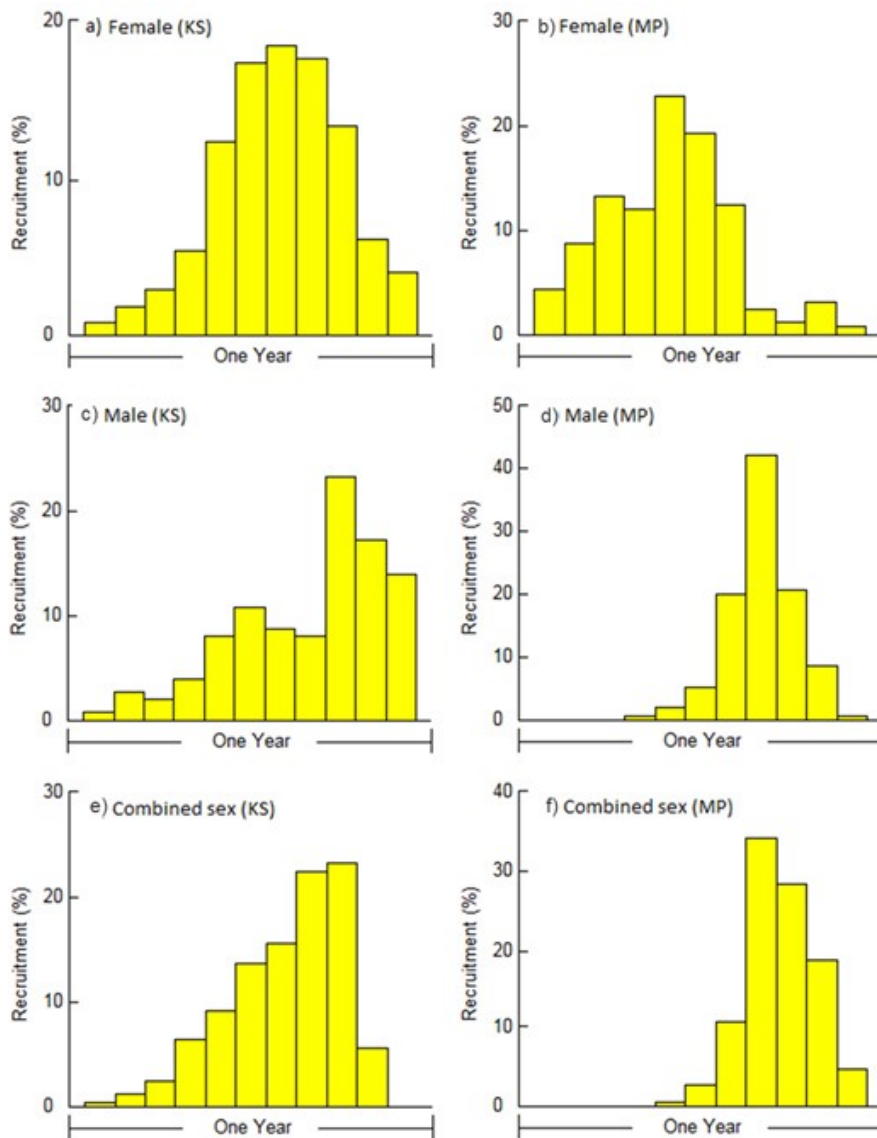 a) Female (KS)
20
10
0
Recruitment (%)
One Year
b) Female (MP)
30
20
10
0
Recruitment (%)
One Year
c) Male (KS)
30
20
10
0
Recruitment (%)
One Year
d) Male (MP)
50
40
30
20
10
0
Recruitment (%)
One Year
e) Combined sex (KS)
30
20
10
0
Recruitment (%)
One Year
f) Combined sex (MP)
40
30
20
10
0
Recruitment (%)
One Year